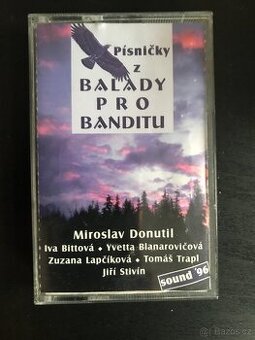 Písničky
z
BALADY
PRO
BANDITU
Miroslav Donutil
Iva Bittová • Yvetta Blanarovičová
Zuzana Lapčíková • Tomáš Trapl
Jiří Stivín
sound '96